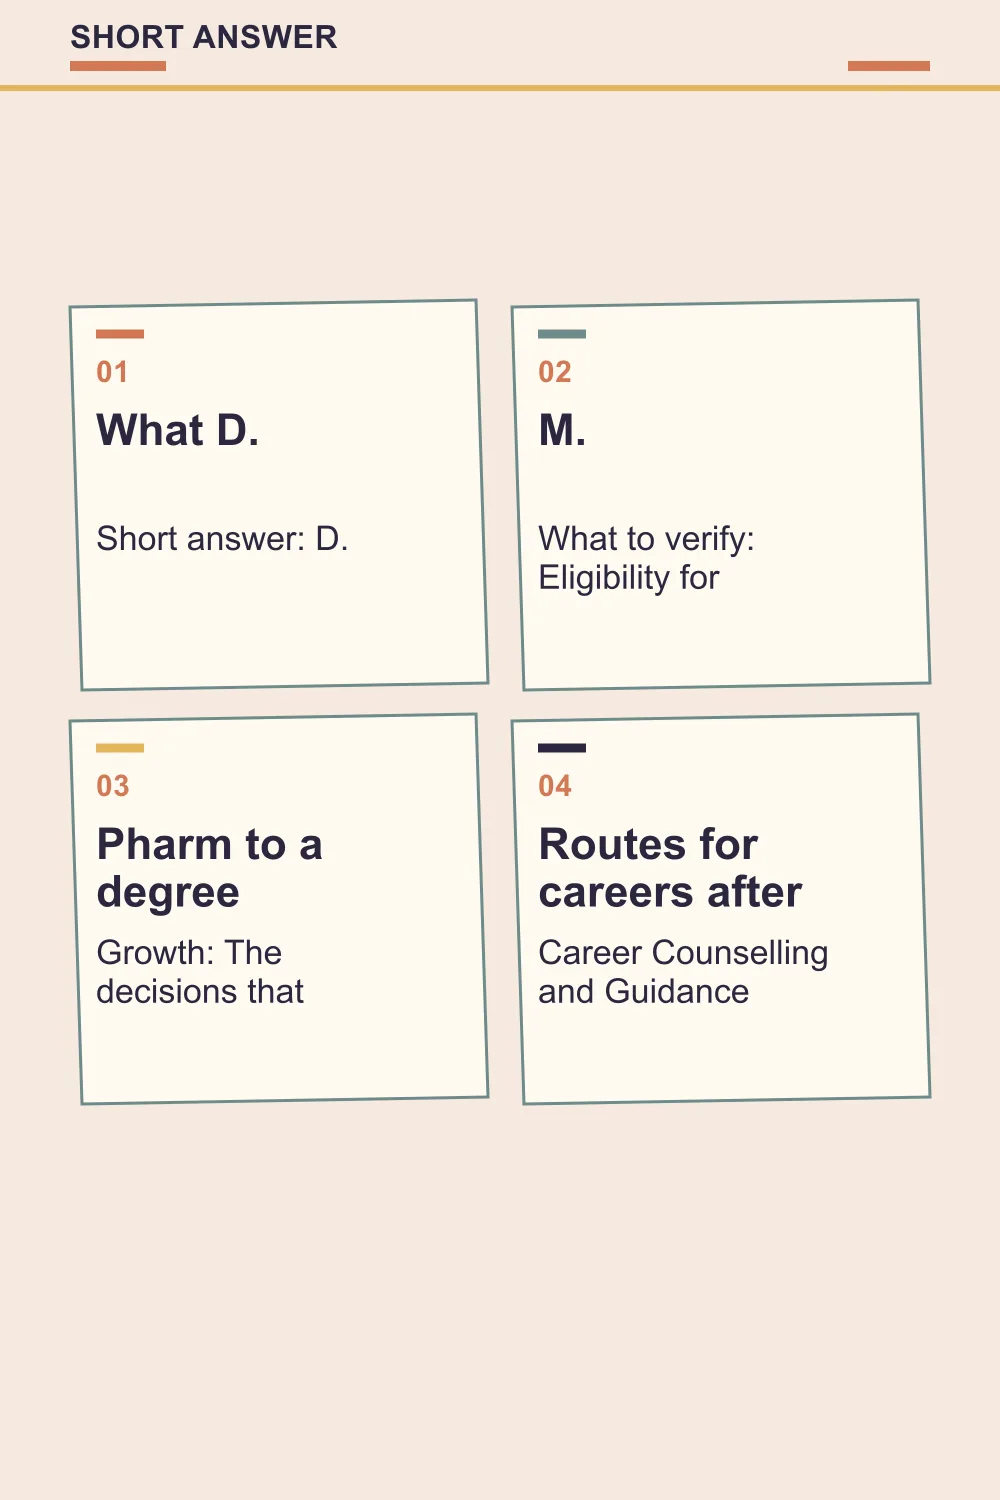 SHORT ANSWER
01
What D.
Short answer: D.
02
M.
What to verify:
Eligibility for
03
Pharm to a
degree
Growth: The
decisions that
04
Routes for
careers after
Career Counselling
and Guidance